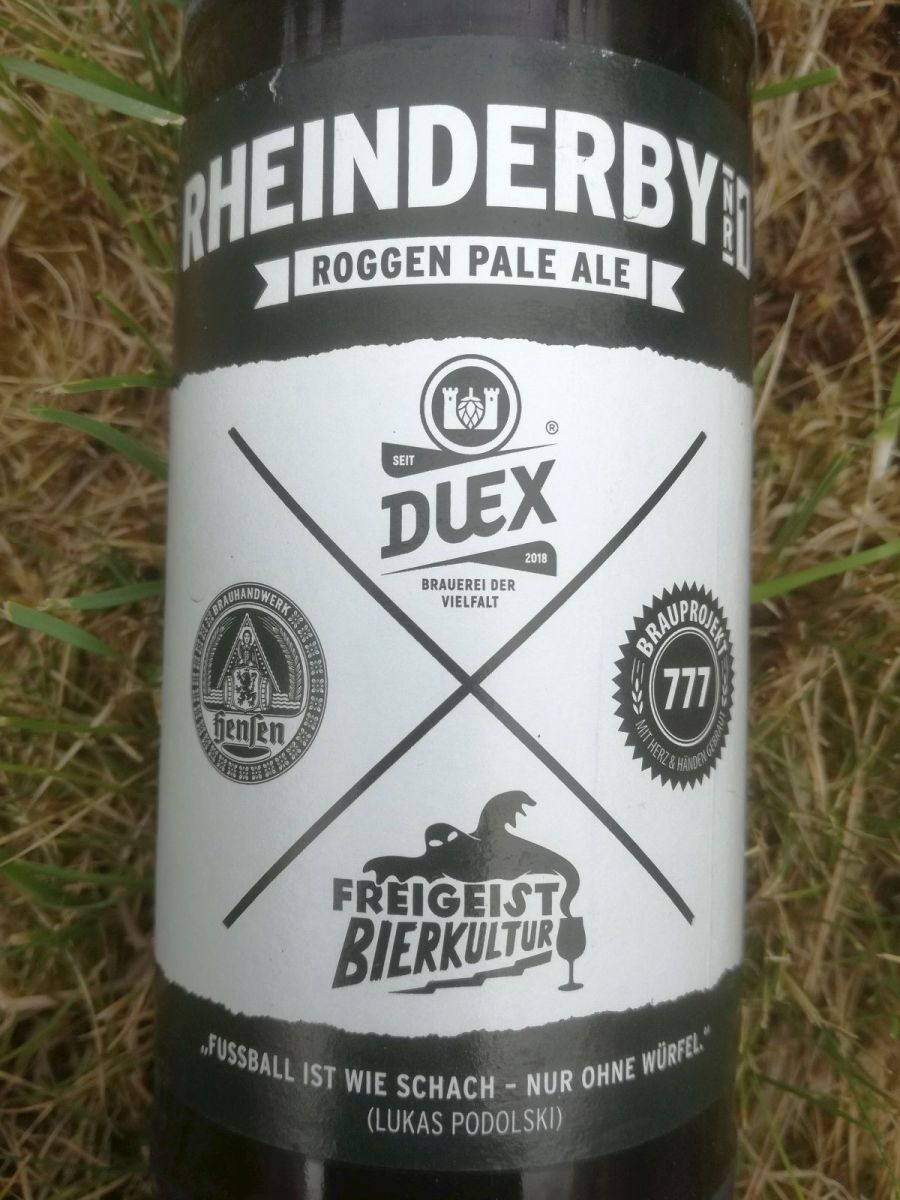 RHEINDERBY NR 1
ROGGEN PALE ALE
®
SEIT
DUEX
2018
BRAUEREI DER
VIELFALT
BRAUHANDWERK
hensen
BRAUPROJEKT
777
MIT HERZ & HÄNDEN GEBRAUT
FREIGEIST
BIERKULTUR
„FUSSBALL IST WIE SCHACH – NUR OHNE WÜRFEL.“
(LUKAS PODOLSKI)